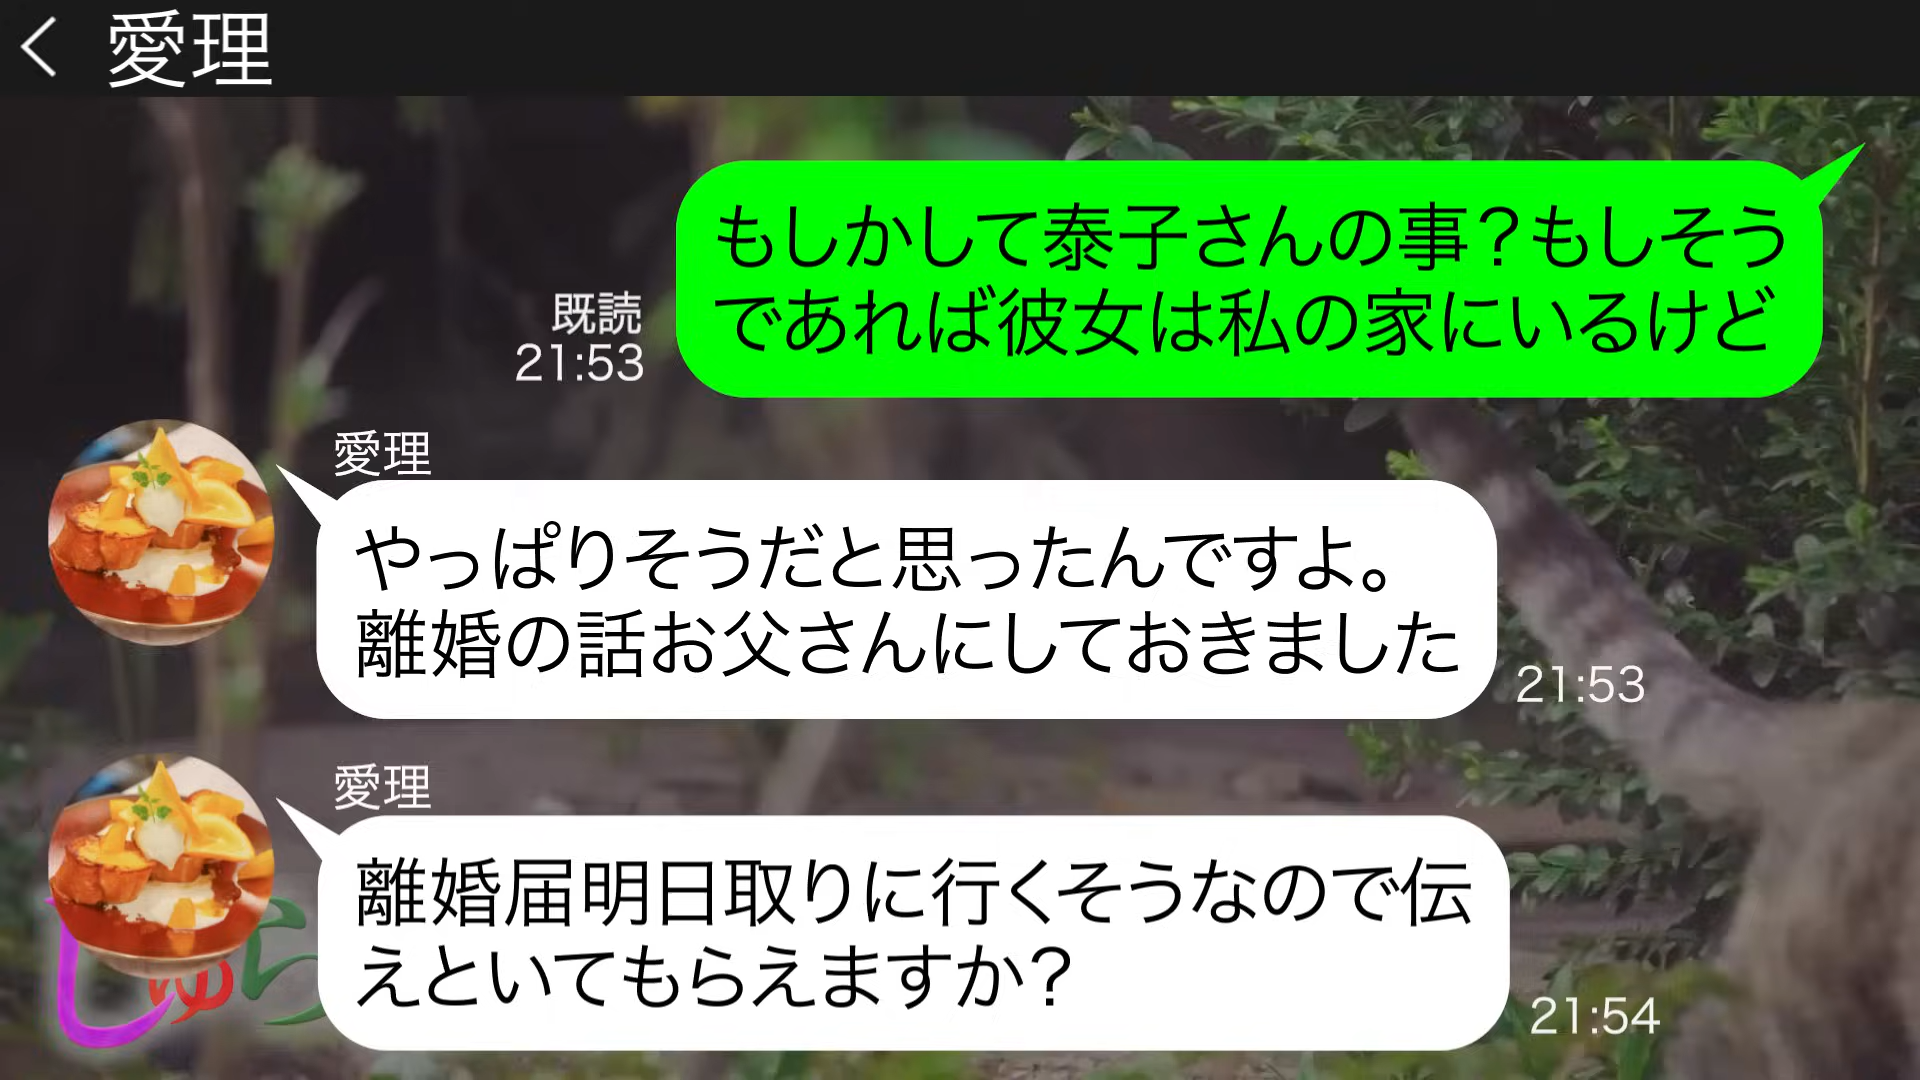 愛理
もしかして泰子さんの事？もしそう
であれば彼女は私の家にいるけど
既読
21:53
愛理
やっぱりそうだと思ったんですよ。
離婚の話お父さんにしておきました
21:53
愛理
離婚届明日取りに行くそうなので伝
えといてもらえますか？
21:54
しゅら